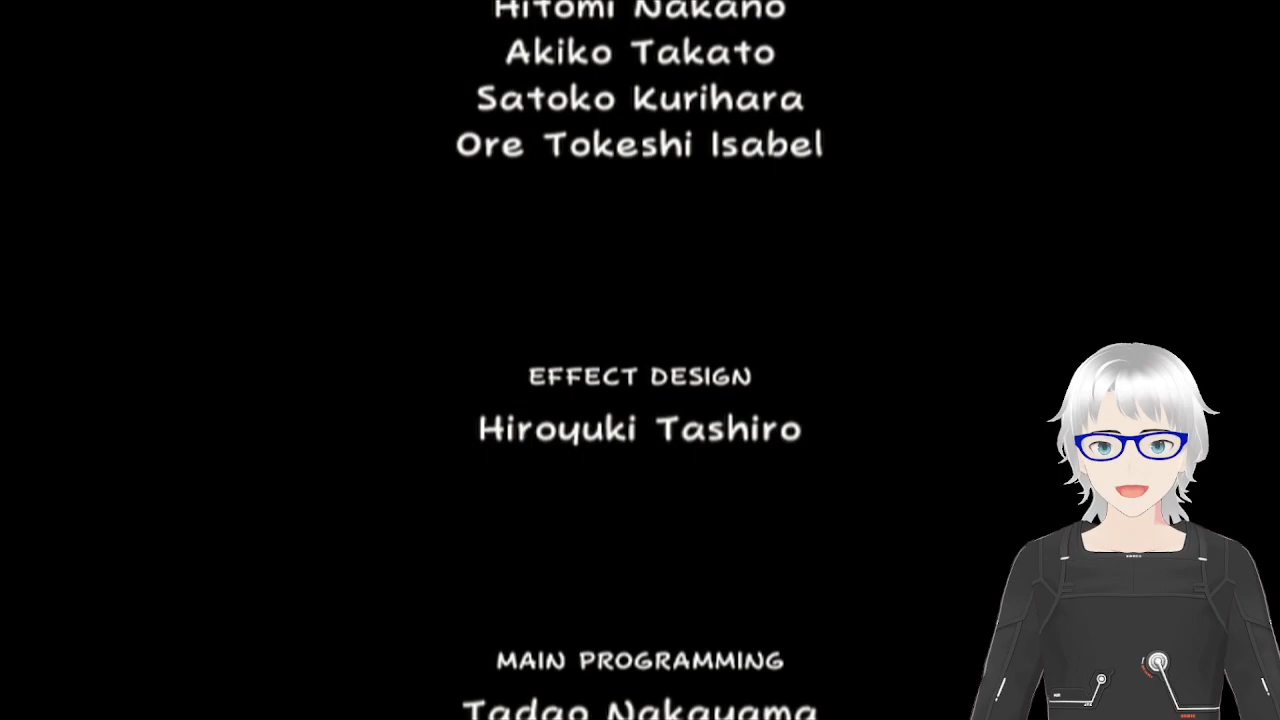 Hitomi Nakano
Akiko Takato
Satoko Kurihara
Ore Tokeshi Isabel
EFFECT DESIGN
Hiroyuki Tashiro
MAIN PROGRAMMING
Tadao Nakayama